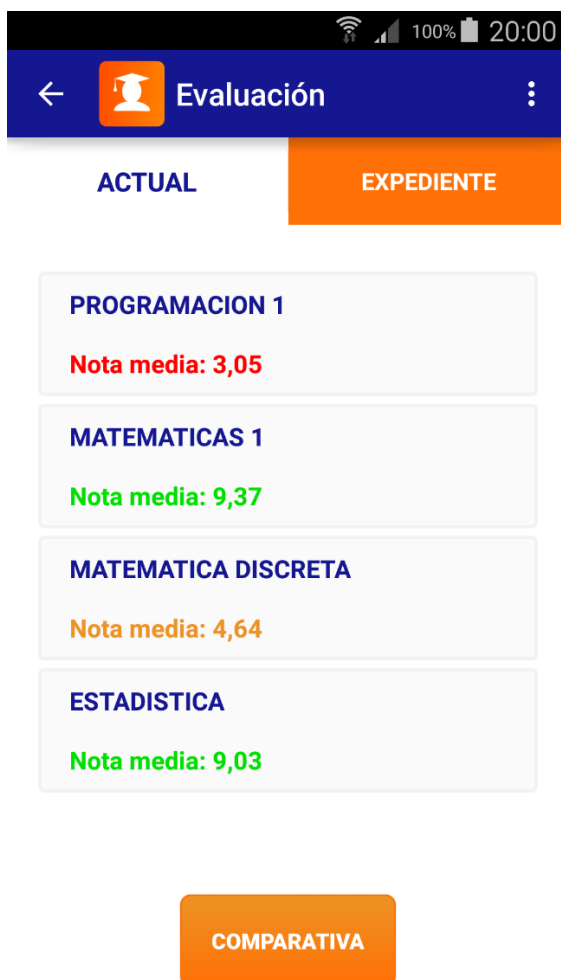 100% 20:00
Evaluación
ACTUAL EXPEDIENTE
PROGRAMACION 1
Nota media: 3,05
MATEMATICAS 1
Nota media: 9,37
MATEMATICA DISCRETA
Nota media: 4,64
ESTADISTICA
Nota media: 9,03
COMPARATIVA